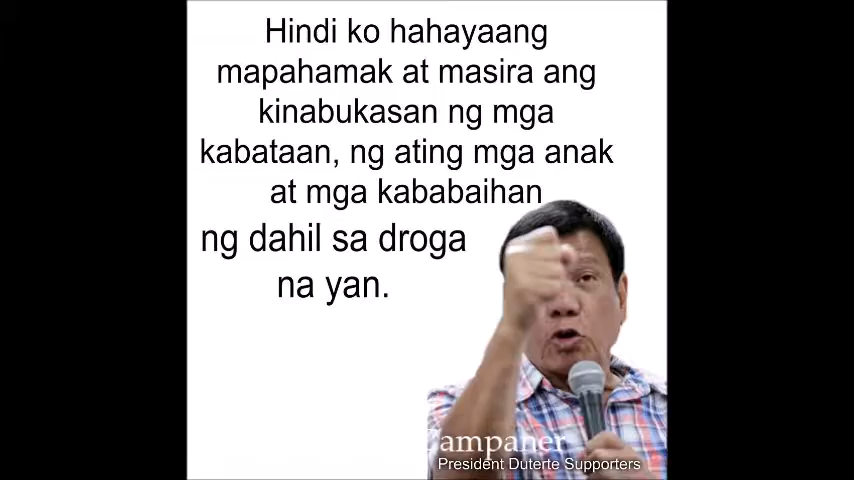 Hindi ko hahayaang
mapahamak at masira ang
kinabukasan ng mga
kabataan, ng ating mga anak
at mga kababaihan
ng dahil sa droga
na yan.
Campaner
President Duterte Supporters